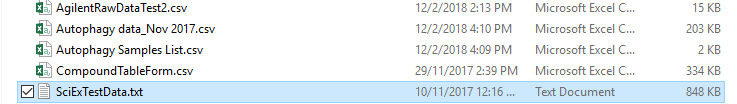 AgilentRawDataTest2.csv 12/2/2018 2:13 PM Microsoft Excel C... 15 KB
Autophagy data_Nov 2017.csv 12/2/2018 4:10 PM Microsoft Excel C... 203 KB
Autophagy Samples List.csv 12/2/2018 4:09 PM Microsoft Excel C... 2 KB
CompoundTableForm.csv 29/11/2017 2:39 PM Microsoft Excel C... 334 KB
SciExTestData.txt 10/11/2017 12:16 ... Text Document 848 KB